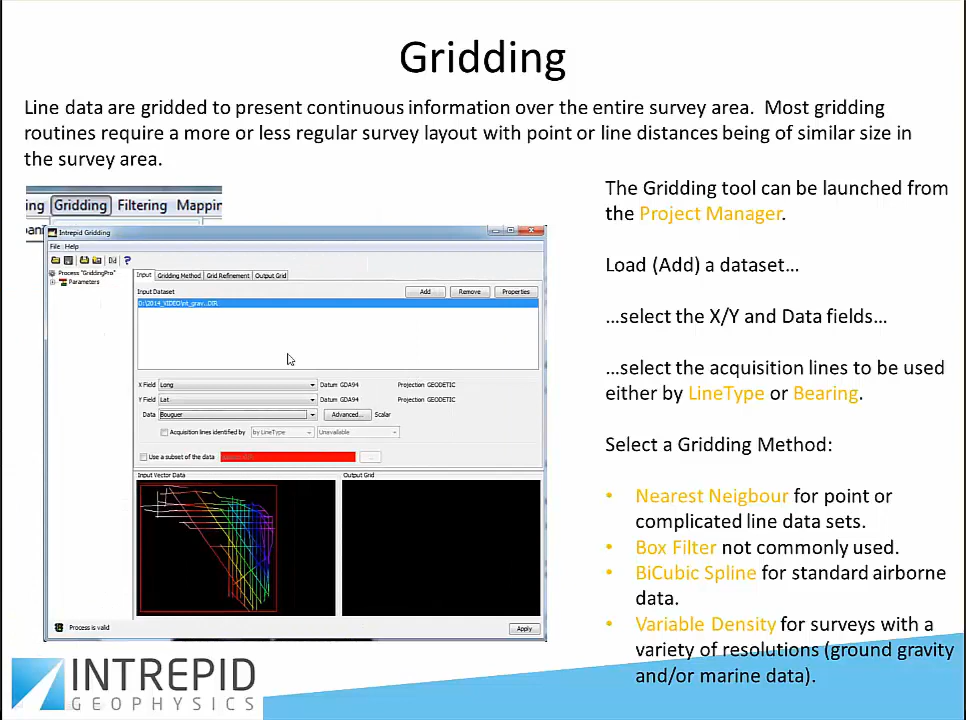 Gridding
Line data are gridded to present continuous information over the entire survey area.  Most gridding
routines require a more or less regular survey layout with point or line distances being of similar size in
the survey area.
ing Gridding Filtering Mappin
Intrepid Gridding
File Help
Process "GriddingPro"
Parameters
Input Gridding Method Grid Refinement Output Grid
Input Dataset
Add Remove Properties
X Field Long Datum GDA94 Projection GEODETIC
Y Field Lat Datum GDA94 Projection GEODETIC
Data Bouguer Advanced... Scalar
Acquisition lines identified by by LineType Unavailable
Use a subset of the data
Input Vector Data Output Grid
Process is valid Apply
The Gridding tool can be launched from
the Project Manager.
Load (Add) a dataset…
…select the X/Y and Data fields…
…select the acquisition lines to be used
either by LineType or Bearing.
Select a Gridding Method:
• Nearest Neigbour for point or
complicated line data sets.
• Box Filter not commonly used.
• BiCubic Spline for standard airborne
data.
• Variable Density for surveys with a
variety of resolutions (ground gravity
and/or marine data).
INTREPID
GEOPHYSICS